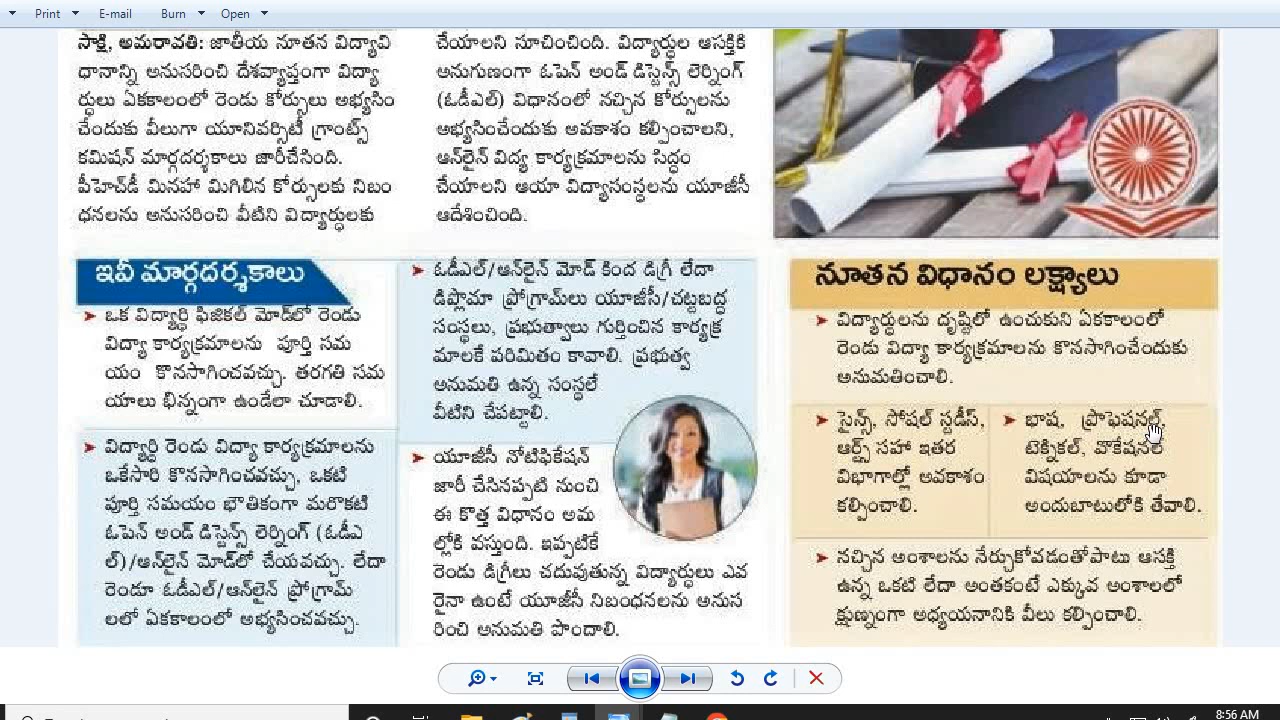 Print
E-mail
Burn
Open
సాక్షి, అమరావతి: జాతీయ నూతన విద్యావి
ధానాన్ని అనుసరించి దేశవ్యాప్తంగా విద్యా
ర్థులు ఏకకాలంలో రెండు కోర్సులు అభ్యసిం
చేందుకు వీలుగా యూనివర్సిటీ గ్రాంట్స్
కమిషన్ మార్గదర్శకాలు జారీచేసింది.
పీహెచ్‌డీ మినహా మిగిలిన కోర్సులకు నిబం
ధనలను అనుసరించి వీటిని విద్యార్థులకు
చేయాలని సూచించింది. విద్యార్థుల ఆసక్తికి
అనుగుణంగా ఓపెన్ అండ్ డిస్టెన్స్ లెర్నింగ్
(ఓడీఎల్) విధానంలో నచ్చిన కోర్సులను
అభ్యసించేందుకు అవకాశం కల్పించాలని,
ఆన్‌లైన్ విద్య కార్యక్రమాలను సిద్ధం
చేయాలని ఆయా విద్యాసంస్థలను యూజీసీ
ఆదేశించింది.
ఇవీ మార్గదర్శకాలు
ఒక విద్యార్థి ఫిజికల్ మోడ్‌లో రెండు
విద్యా కార్యక్రమాలను పూర్తి సమ
యం కొనసాగించవచ్చు. తరగతి సమ
యాలు భిన్నంగా ఉండేలా చూడాలి.
విద్యార్థి రెండు విద్యా కార్యక్రమాలను
ఒకేసారి కొనసాగించవచ్చు, ఒకటి
పూర్తి సమయం భౌతికంగా మరొకటి
ఓపెన్ అండ్ డిస్టెన్స్ లెర్నింగ్ (ఓడీఎ
ల్)/ఆన్‌లైన్ మోడ్‌లో చేయవచ్చు. లేదా
రెండూ ఓడీఎల్/ఆన్‌లైన్ ప్రోగ్రామ్
లలో ఏకకాలంలో అభ్యసించవచ్చు.
ఓడీఎల్/ఆన్‌లైన్ మోడ్ కింద డిగ్రీ లేదా
డిప్లొమా ప్రోగ్రామ్‌లు యూజీసీ/చట్టబద్ధ
సంస్థలు, ప్రభుత్వాలు గుర్తించిన కార్యక్ర
మాలకే పరిమితం కావాలి. ప్రభుత్వ
అనుమతి ఉన్న సంస్థలే
వీటిని చేపట్టాలి.
యూజీసీ నోటిఫికేషన్
జారీ చేసినప్పటి నుంచి
ఈ కొత్త విధానం అమ
ల్లోకి వస్తుంది. ఇప్పటికే
రెండు డిగ్రీలు చదువుతున్న విద్యార్థులు ఎవ
రైనా ఉంటే యూజీసీ నిబంధనలను అనుస
రించి అనుమతి పొందాలి.
నూతన విధానం లక్ష్యాలు
విద్యార్థులను దృష్టిలో ఉంచుకుని ఏకకాలంలో
రెండు విద్యా కార్యక్రమాలను కొనసాగించేందుకు
అనుమతించాలి.
సైన్స్, సోషల్ స్టడీస్,
ఆర్ట్స్ సహా ఇతర
విభాగాల్లో అవకాశం
కల్పించాలి.
భాష, ప్రొఫెషనల్,
టెక్నికల్, వొకేషనల్
విషయాలను కూడా
అందుబాటులోకి తేవాలి.
నచ్చిన అంశాలను నేర్చుకోవడంతోపాటు ఆసక్తి
ఉన్న ఒకటి లేదా అంతకంటే ఎక్కువ అంశాలలో
క్షుణ్నంగా అధ్యయనానికి వీలు కల్పించాలి.
8:56 AM